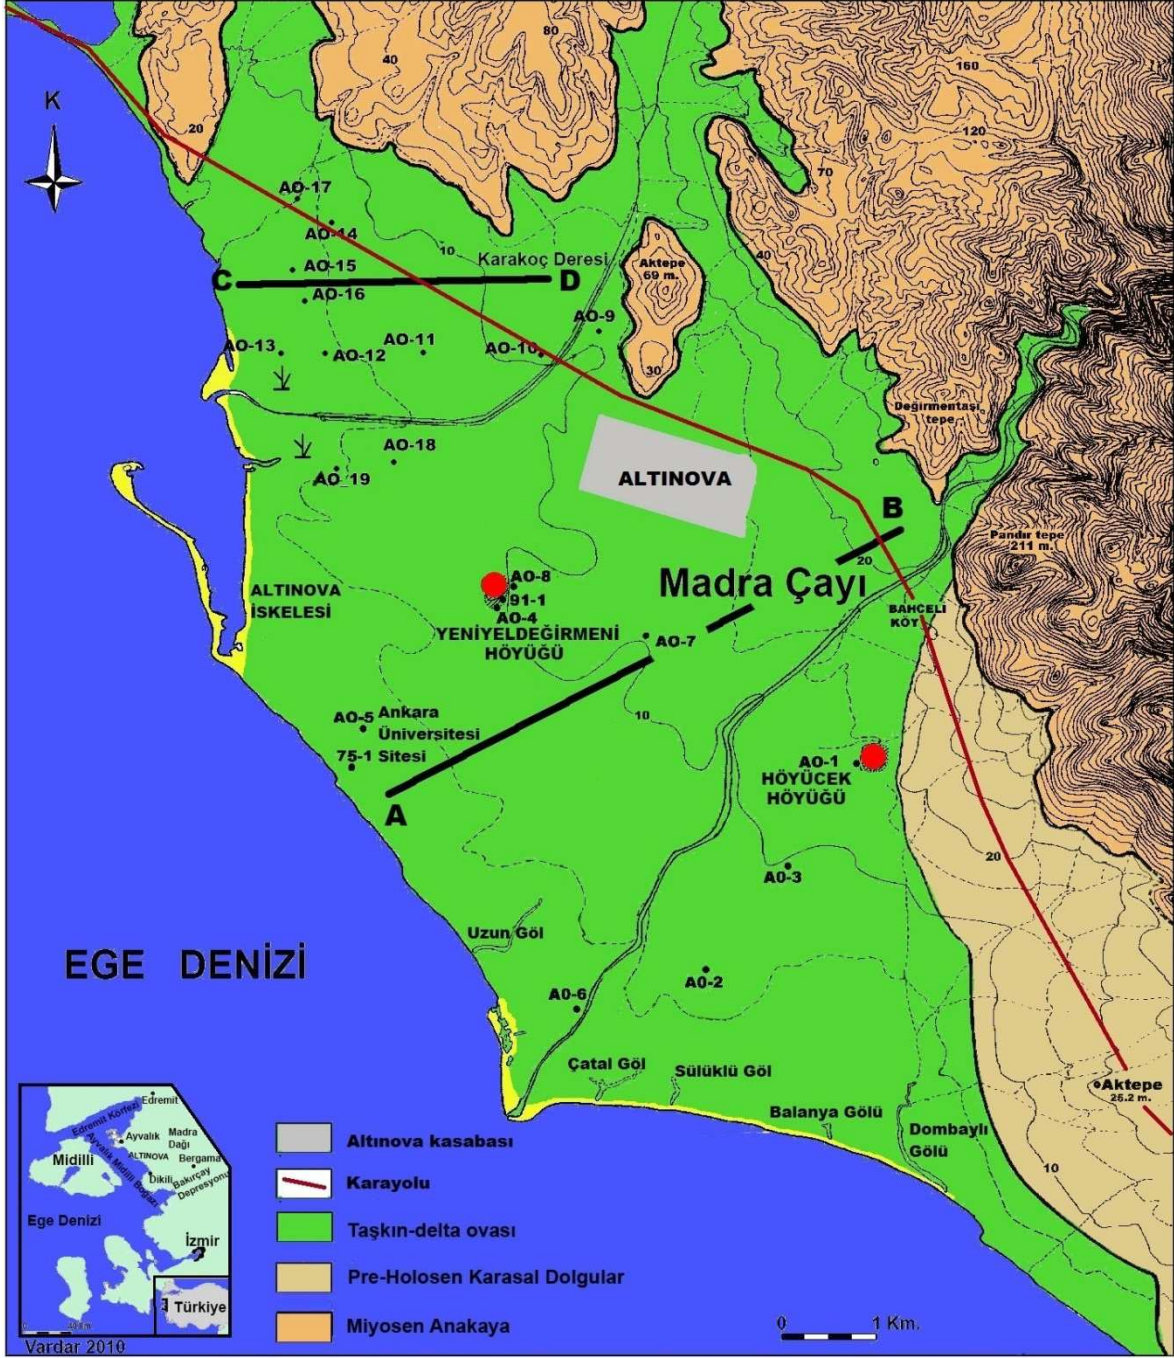 K
20
40
80
160
120
70
40
AO-17
AO-14
10
Karakoç Deresi
AO-15
C
D
AO-16
Aktepe
69 m.
AO-9
AO-13
AO-12
AO-11
AO-10
30
Değirmentaşı
tepe
AO-18
AO 19
ALTINOVA
B
20
Pandır tepe
211 m.
ALTINOVA
İSKELESİ
AO-8
91-1
AO-4
YENİYELDEĞİRMENİ
HÖYÜĞÜ
Madra Çayı
BAHÇELİ
KÖY
AO-7
10
AO-5
Ankara
Üniversitesi
75-1 Sitesi
A
AO-1
HÖYÜCEK
HÖYÜĞÜ
A0-3
20
Uzun Göl
EGE DENİZİ
A0-2
A0-6
Çatal Göl
Sülüklü Göl
Balanya Gölü
Dombaylı
Gölü
Aktepe
26.2 m.
10
Edremit
Edremit Körfezi
Ayvalık
Madra
Dağı
ALTINOVA
Midilli
Bergama
Ayvalık Midilli Boğazı
Dikili
Bakırçay
Depresyonu
Ege Denizi
İzmir
Türkiye
Vardar 2010
Altınova kasabası
Karayolu
Taşkın-delta ovası
Pre-Holosen Karasal Dolgular
Miyosen Anakaya
0 1 Km.